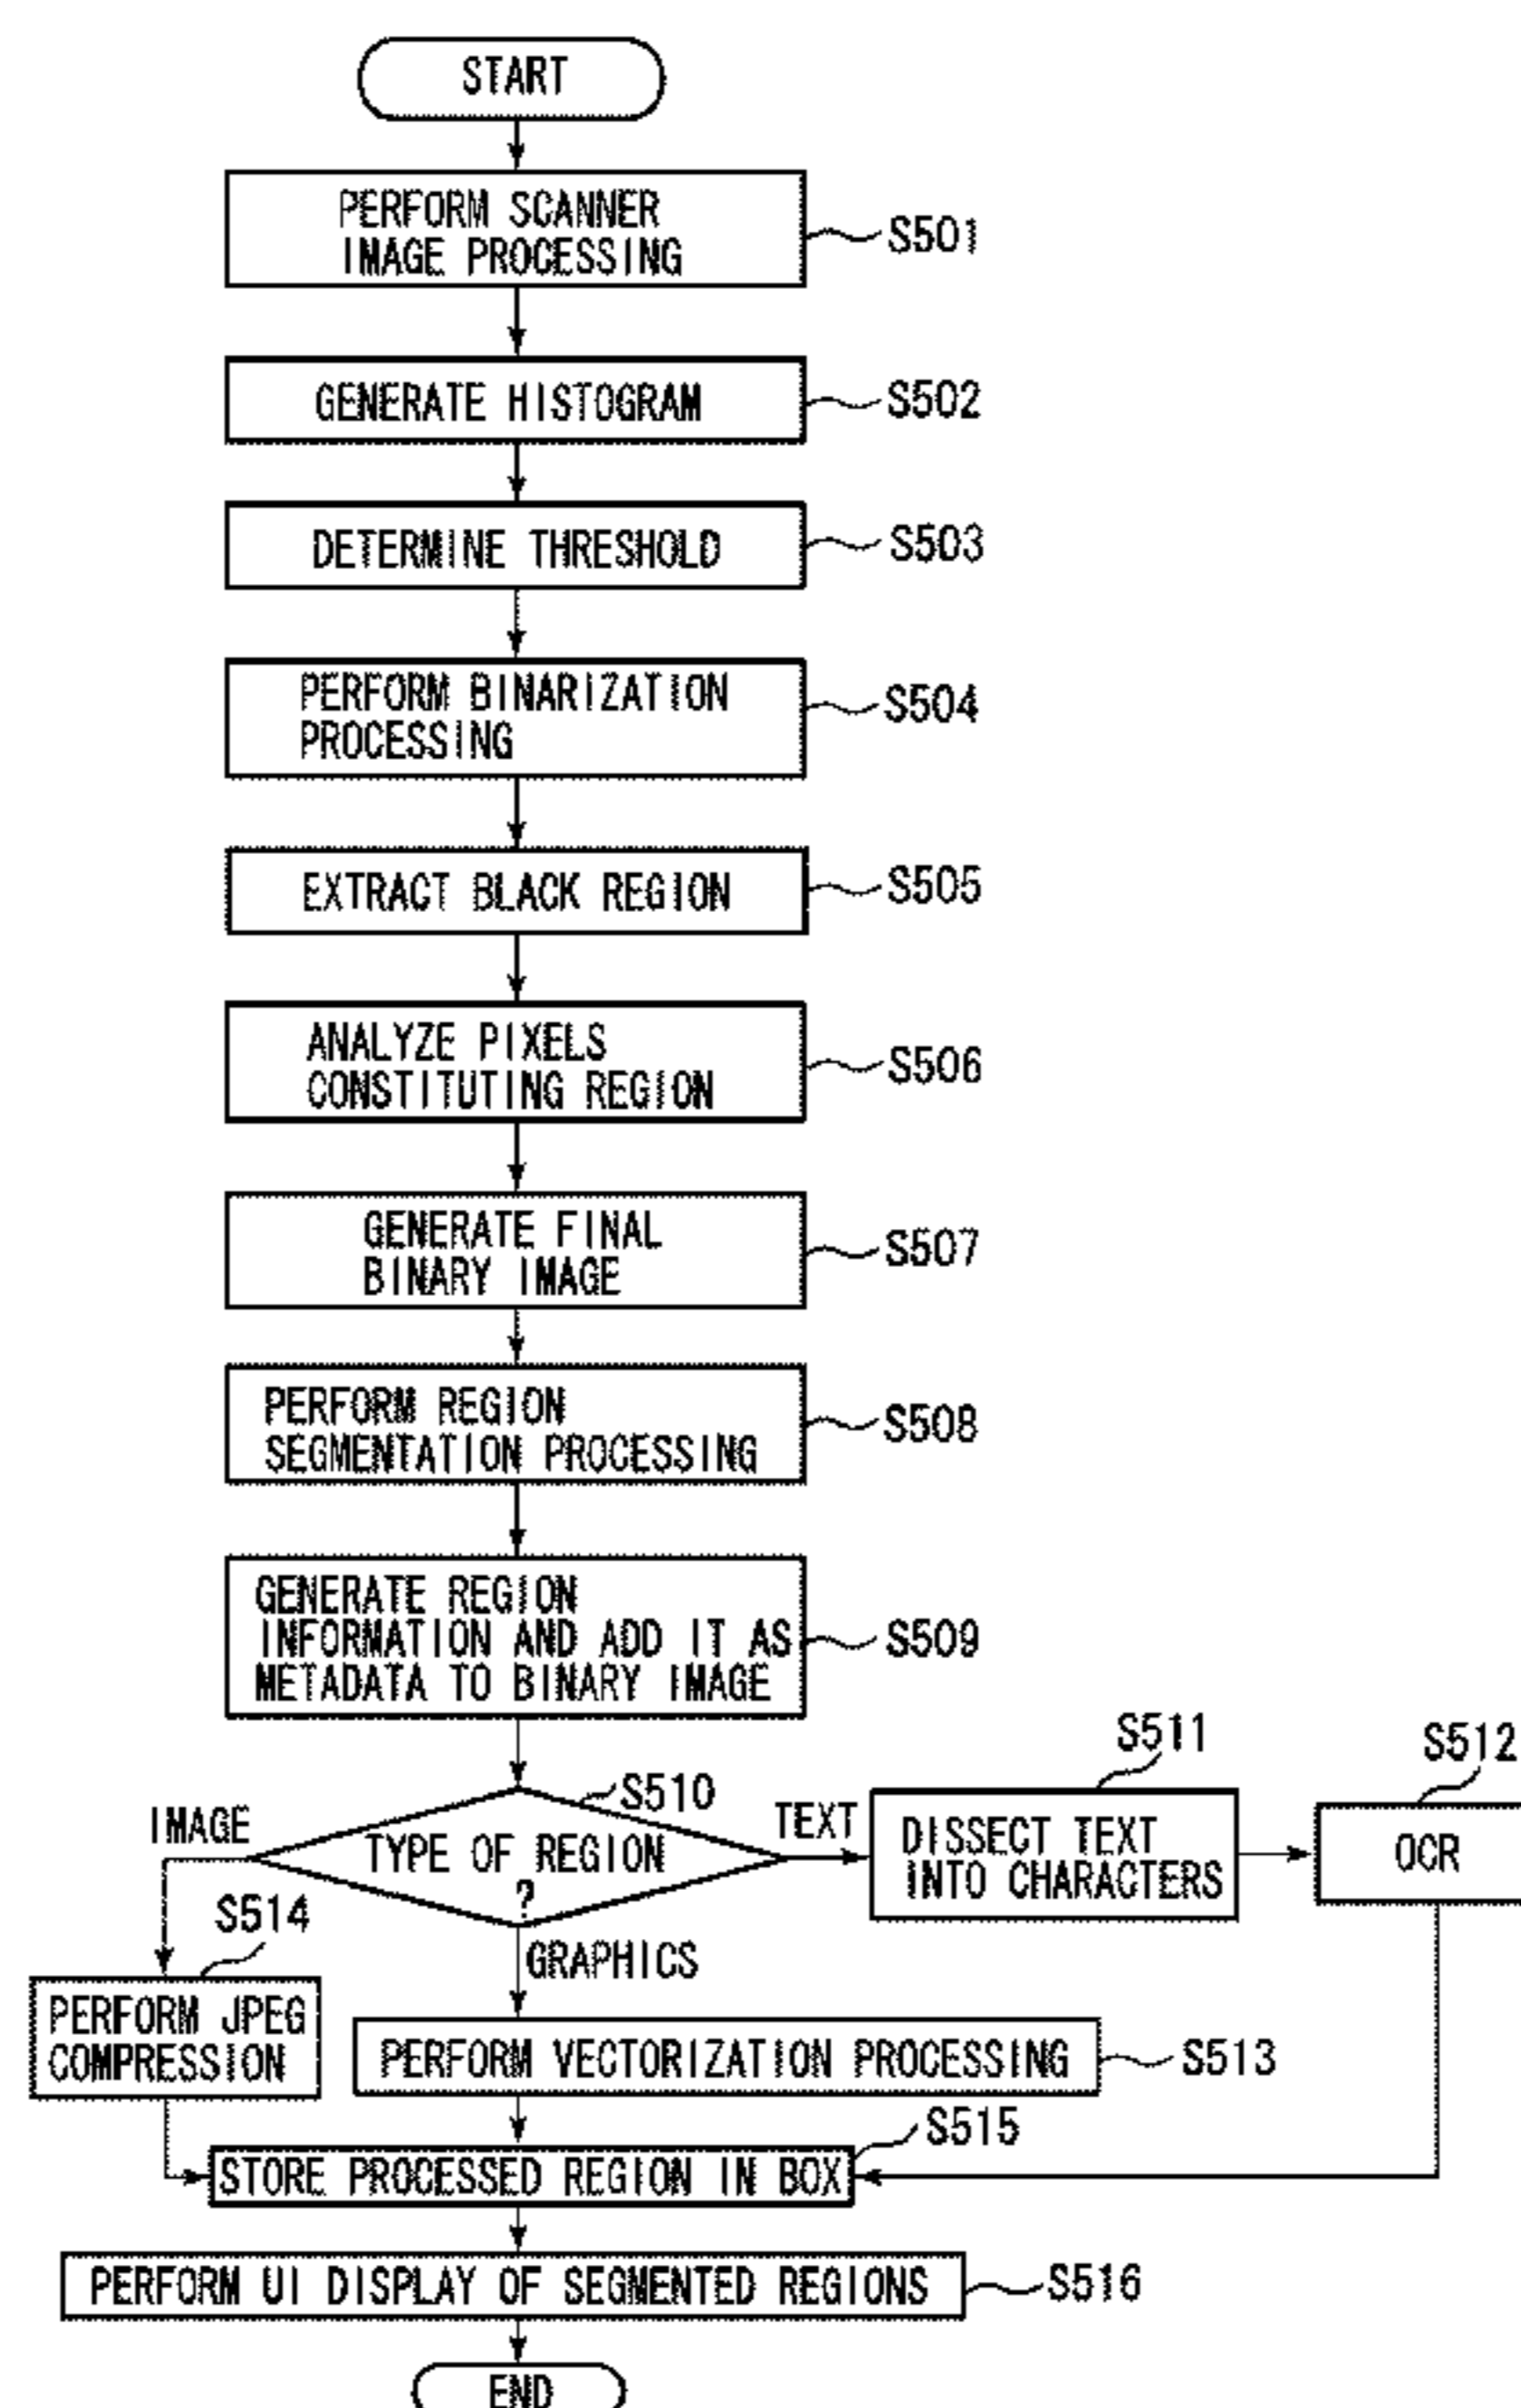 START
PERFORM SCANNER
IMAGE PROCESSING
S501
GENERATE HISTOGRAM
S502
DETERMINE THRESHOLD
S503
PERFORM BINARIZATION
PROCESSING
S504
EXTRACT BLACK REGION
S505
ANALYZE PIXELS
CONSTITUTING REGION
S506
GENERATE FINAL
BINARY IMAGE
S507
PERFORM REGION
SEGMENTATION PROCESSING
S508
GENERATE REGION
INFORMATION AND ADD IT AS
METADATA TO BINARY IMAGE
S509
S510
TYPE OF REGION
?
IMAGE
TEXT
GRAPHICS
S511
DISSECT TEXT
INTO CHARACTERS
S512
OCR
S514
PERFORM JPEG
COMPRESSION
PERFORM VECTORIZATION PROCESSING
S513
S515
STORE PROCESSED REGION IN BOX
PERFORM UI DISPLAY OF SEGMENTED REGIONS
S516
END